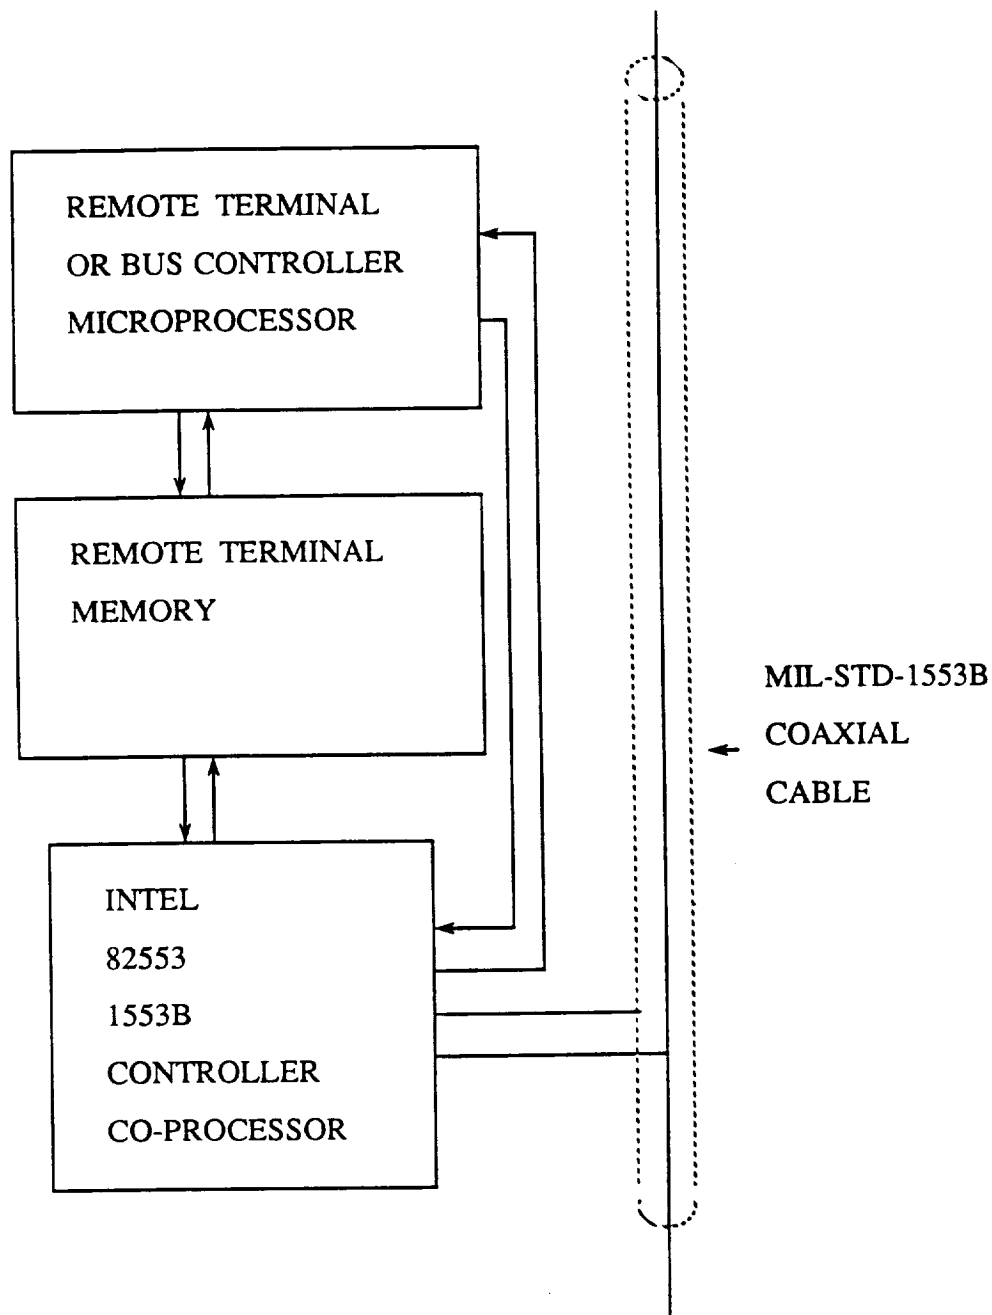 REMOTE TERMINAL
OR BUS CONTROLLER
MICROPROCESSOR
REMOTE TERMINAL
MEMORY
MIL-STD-1553B
COAXIAL
CABLE
INTEL
82553
1553B
CONTROLLER
CO-PROCESSOR